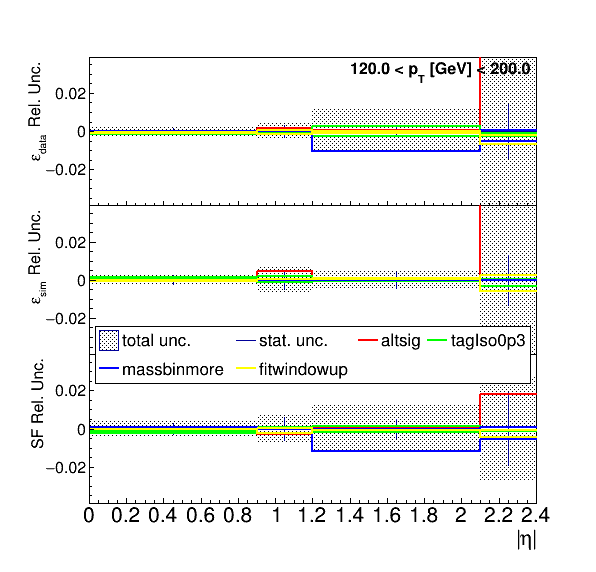 120.0 < pT [GeV] < 200.0
εdata Rel. Unc.
0.02
0
−0.02
εsim Rel. Unc.
0.02
0
−0.02
total unc. stat. unc. altsig tagIso0p3
massbinmore fitwindowup
SF Rel. Unc.
0.02
0
−0.02
0 0.2 0.4 0.6 0.8 1 1.2 1.4 1.6 1.8 2 2.2 2.4
|η|